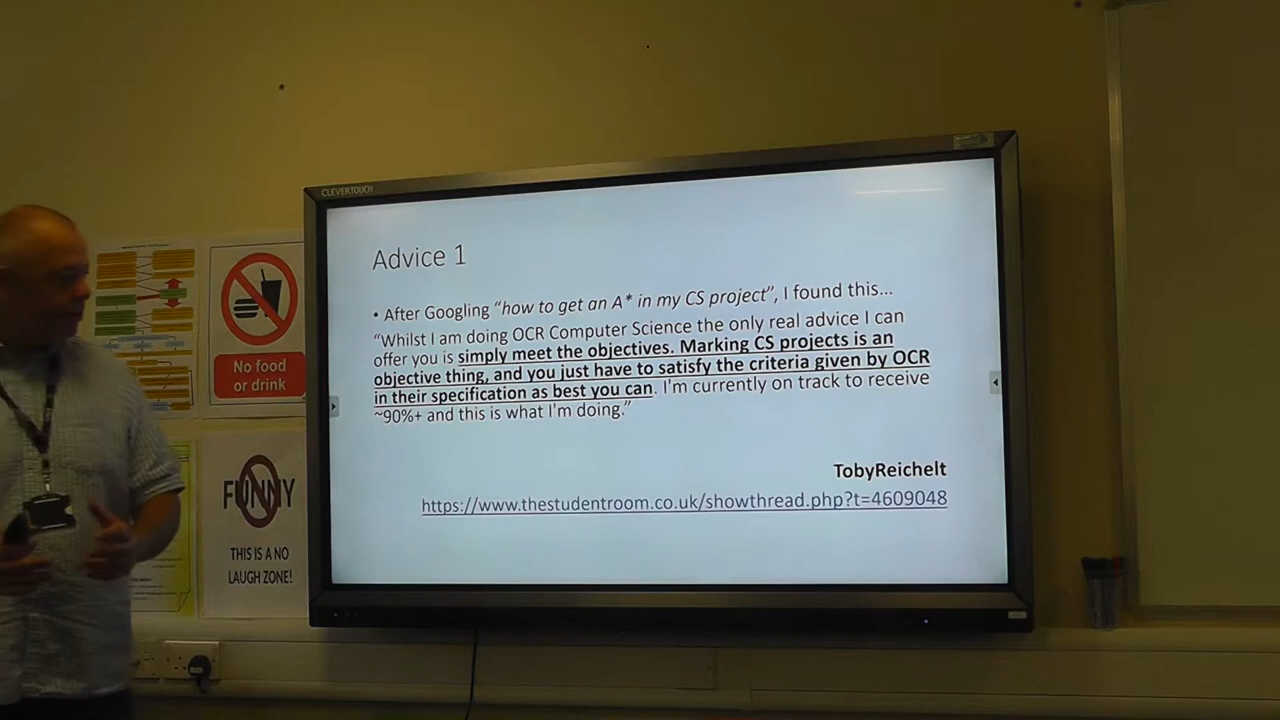 CLEVERTOUCH
Advice 1
• After Googling "how to get an A* in my CS project", I found this...
"Whilst I am doing OCR Computer Science the only real advice I can
offer you is simply meet the objectives. Marking CS projects is an
objective thing, and you just have to satisfy the criteria given by OCR
in their specification as best you can. I'm currently on track to receive
~90%+ and this is what I'm doing."
TobyReichelt
https://www.thestudentroom.co.uk/showthread.php?t=4609048
No food
or drink
FUNNY
THIS IS A NO
LAUGH ZONE!